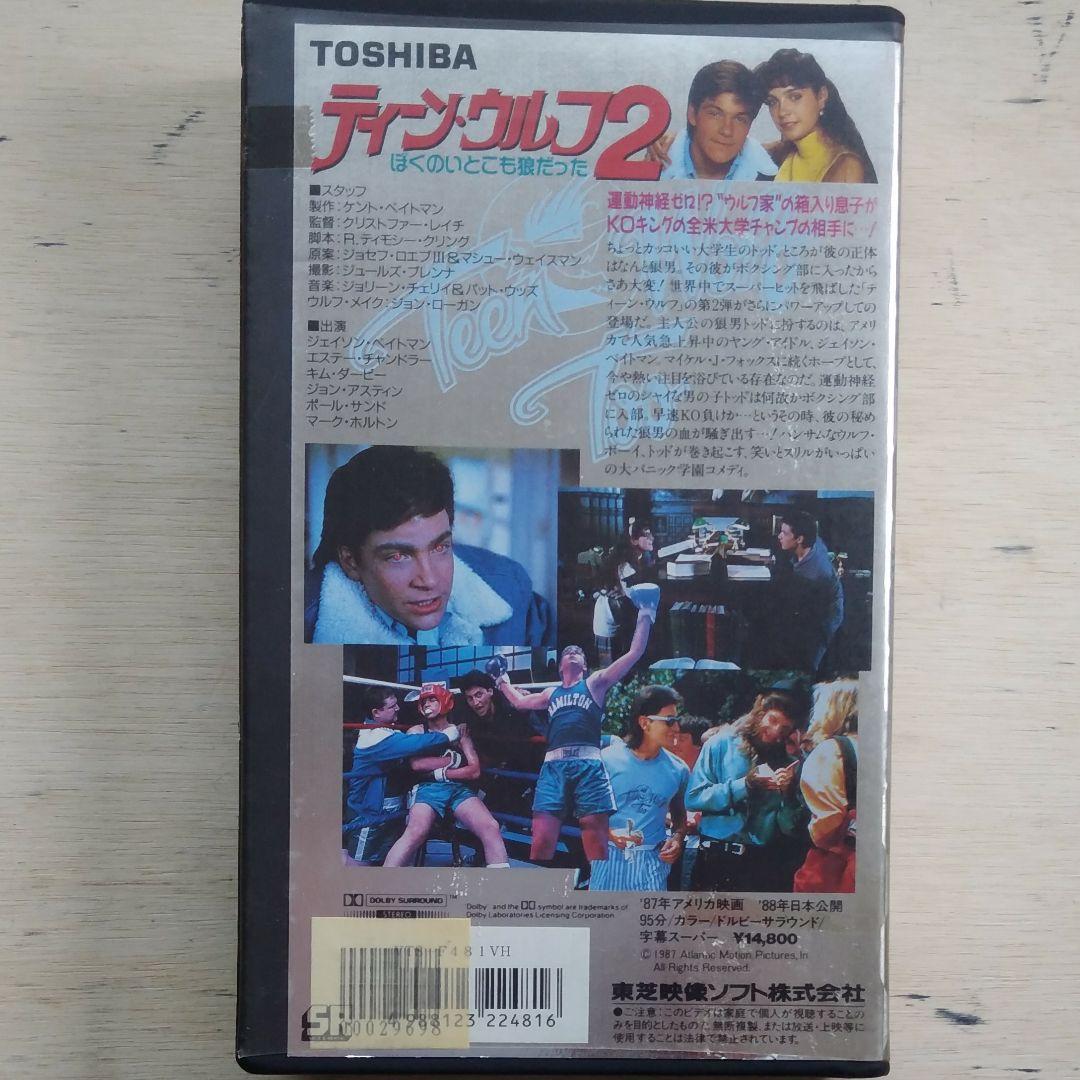 TOSHIBA
ティーン・ウルフ2
ぼくのいとこも狼だった
■スタッフ
製作：ケント・ベイトマン
監督：クリストファー・レイチ
脚本：R.ティモシー・クリング
原案：ジョセフ・ロエブIII&マシュー・ウェイスマン
撮影：ジュールズ・ブレンナ
音楽：ジョリーン・チェリイ&パット・ウッズ
ウルフ・メイク：ジョン・ローガン
■出演
ジェイソン・ベイトマン
エステー・チャンドラー
キム・ダービー
ジョン・アスティン
ポール・サンド
マーク・ホルトン
運動神経ゼロ!?"ウルフ家"の箱入り息子が
KOキングの全米大学チャンプの相手に…!
ちょっとカッコいい大学生のトッド。ところが彼の正体
はなんと狼男。その彼がボクシング部に入ったから
さあ大変! 世界中でスーパーヒットを飛ばした「ティ
ーン・ウルフ」の第2弾がさらにパワーアップしての
登場だ。主人公の狼男トッドに扮するのは、アメリ
カで人気急上昇中のヤング・アイドル、ジェイソン・
ベイトマン。マイケル・J・フォックスに続くホープとして、
今や熱い注目を浴びている存在なのだ。運動神経
ゼロのシャイな男の子トッドは何故かボクシング部
に入部。早速KO負けか…というその時、彼の秘め
られた狼男の血が騒ぎ出す…! ハンサムなウルフ・
ボーイ、トッドが巻き起こす、笑いとスリルがいっぱい
の大パニック学園コメディ。
Teen
HAMILTON
DOLBY SURROUND™
STEREO
Dolby and the DD symbol are trademarks of
Dolby Laboratories Licensing Corporation.
'87年アメリカ映画 '88年日本公開
95分/カラー/ドルビーサラウンド/
字幕スーパー ¥14,800
© 1987 Atlantic Motion Pictures, In
All Rights Reserved.
F481VH
4 988123 224816
SR
00029698
東芝映像ソフト株式会社
●ご注意：このビデオは家庭で個人が視聴することの
みを目的としたもので、無断複製、または放送・上映等に
使用することは法律で禁止されています。